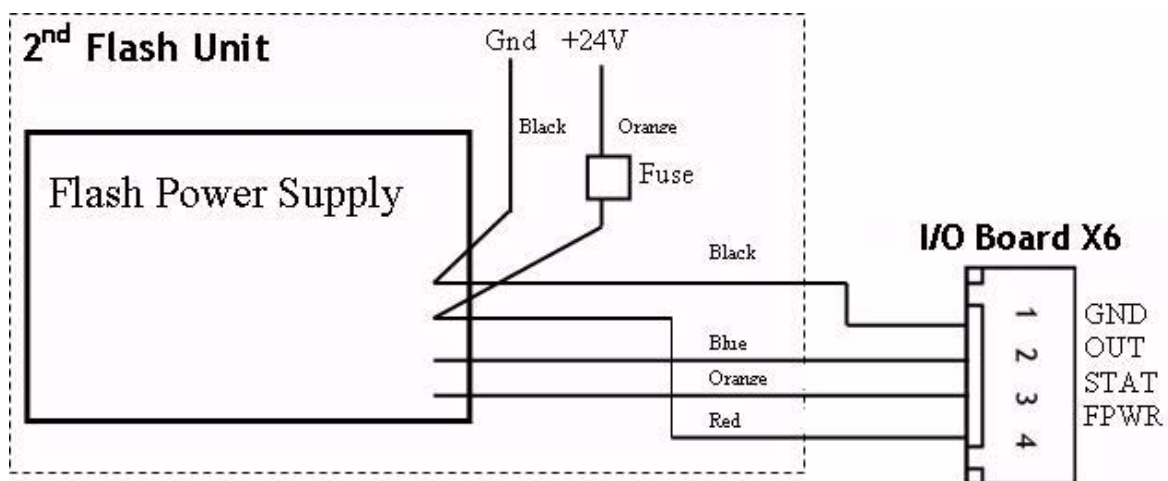 2nd Flash Unit
Gnd +24V
Black
Orange
Fuse
Flash Power Supply
I/O Board X6
Black
1 GND
Blue
2 OUT
Orange
3 STAT
Red
4 FPWR